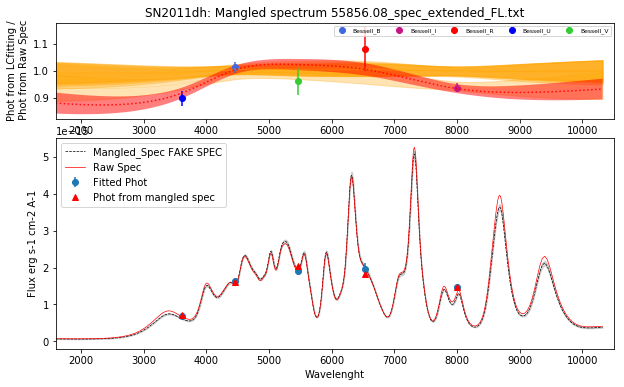 SN2011dh: Mangled spectrum 55856.08_spec_extended_FL.txt
Phot from LCfitting /
Phot from Raw Spec
Bessell_B Bessell_I Bessell_R Bessell_U Bessell_V
1.1
1.0
0.9
2000 3000 4000 5000 6000 7000 8000 9000 10000
Mangled_Spec FAKE SPEC
Raw Spec
Fitted Phot
Phot from mangled spec
Flux erg s-1 cm-2 A-1
5
4
3
2
1
0
2000 3000 4000 5000 6000 7000 8000 9000 10000
Wavelenght